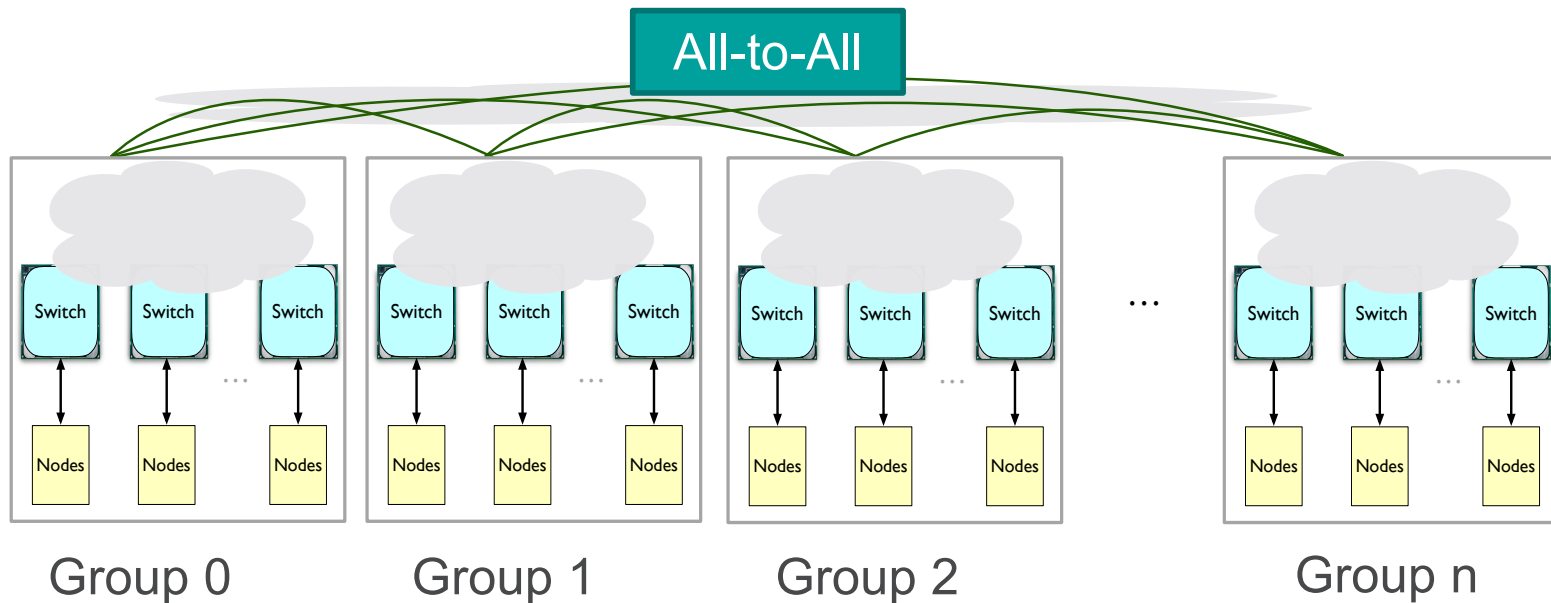 All-to-All
Switch Switch Switch Switch Switch Switch Switch Switch Switch ... Switch Switch Switch
... ... ... ...
Nodes Nodes Nodes Nodes Nodes Nodes Nodes Nodes Nodes Nodes Nodes Nodes
Group 0 Group 1 Group 2 Group n